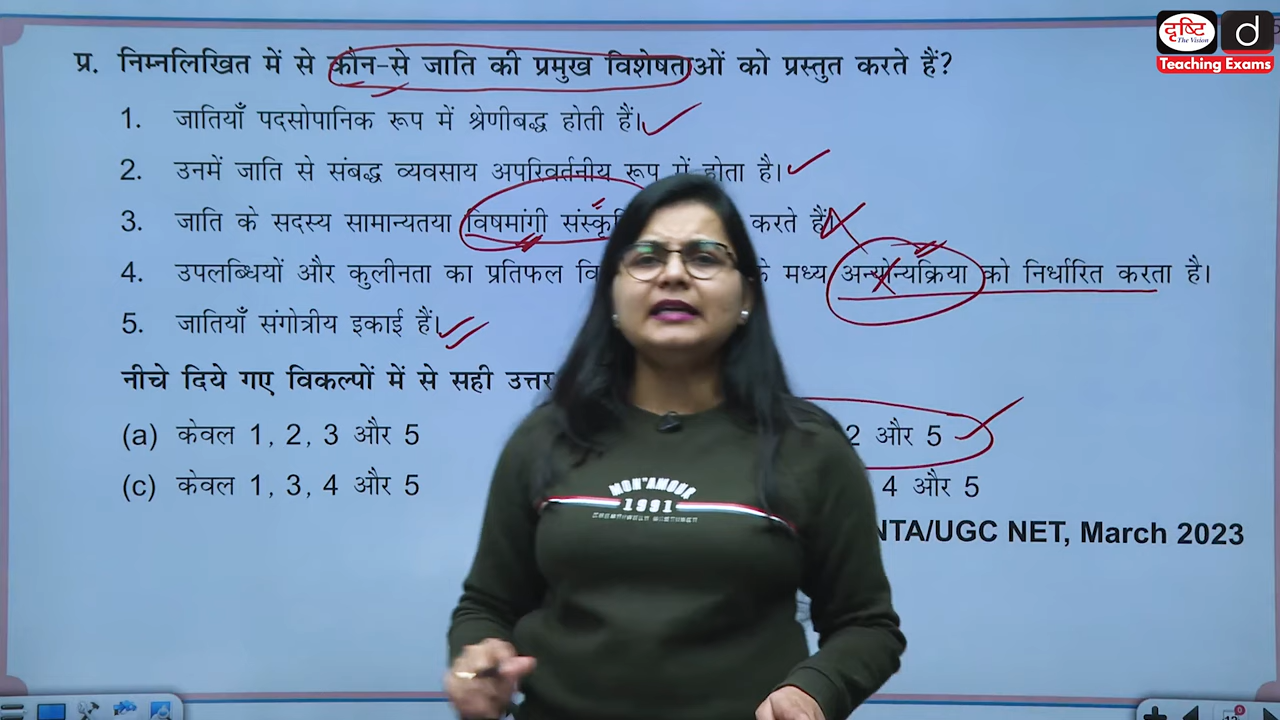 दृष्टि
The Vision
d
Teaching Exams
प्र. निम्नलिखित में से कौन-से जाति की प्रमुख विशेषताओं को प्रस्तुत करते हैं?
1. जातियाँ पदसोपानिक रूप में श्रेणीबद्ध होती हैं।
2. उनमें जाति से संबद्ध व्यवसाय अपरिवर्तनीय रूप में होता है।
3. जाति के सदस्य सामान्यतया विषमांगी करते हैं।
4. उपलब्धियों और कुलीनता का प्रतिफल मध्य अन्योन्यक्रिया को निर्धारित करता है।
5. जातियाँ संगोत्रीय इकाई हैं।
नीचे दिये गए विकल्पों में से सही
(a) केवल 1, 2, 3 और 5
2 और 5
(c) केवल 1, 3, 4 और 5
4 और 5
NTA/UGC NET, March 2023
MON'AMOUR
1991